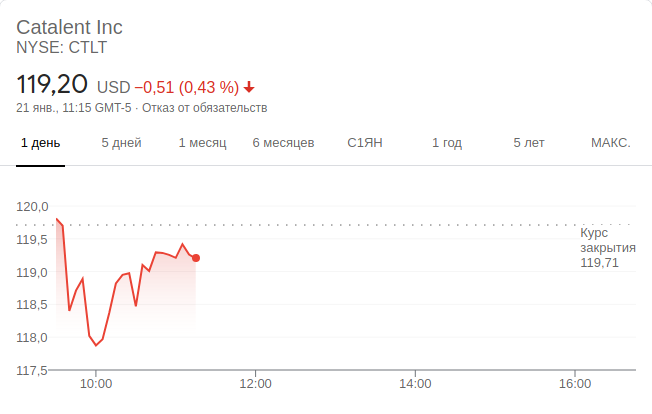 Catalent Inc
NYSE: CTLT
119,20 USD −0,51 (0,43 %)
21 янв., 11:15 GMT-5 · Отказ от обязательств
1 день 5 дней 1 месяц 6 месяцев С1ЯН 1 год 5 лет МАКС.
120,0
119,5
119,0
118,5
118,0
117,5
Курс
закрытия
119,71
10:00 12:00 14:00 16:00